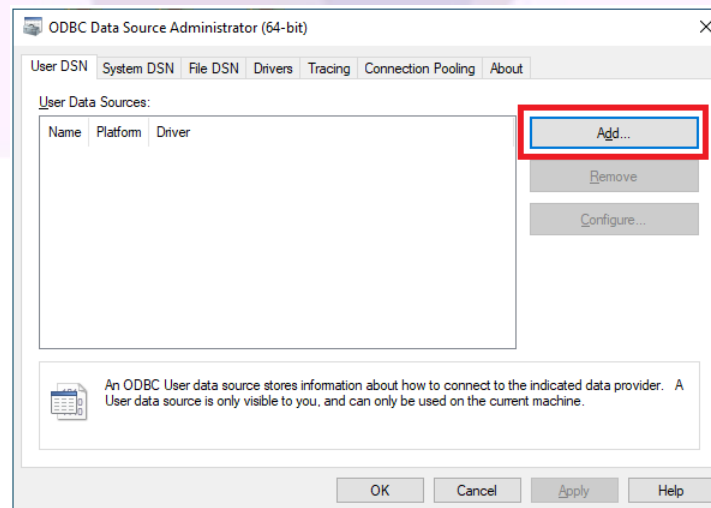 ODBC Data Source Administrator (64-bit)
User DSN System DSN File DSN Drivers Tracing Connection Pooling About
User Data Sources:
Name Platform Driver
Add...
Remove
Configure...
An ODBC User data source stores information about how to connect to the indicated data provider. A
User data source is only visible to you, and can only be used on the current machine.
OK Cancel Apply Help